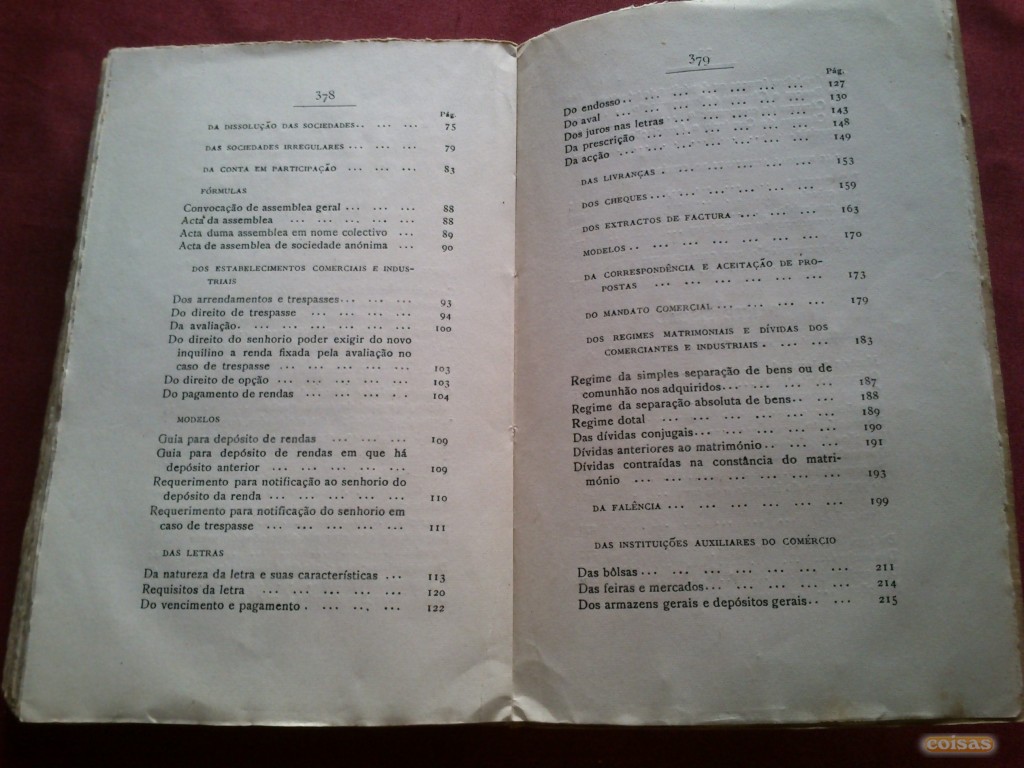 378
Pág.
DA DISSOLUÇÃO DAS SOCIEDADES.. ... ... 75
DAS SOCIEDADES IRREGULARES ... ... ... 79
DA CONTA EM PARTICIPAÇÃO ... ... ... 83
FÓRMULAS
Convocação de assembleia geral ... ... ... 88
Acta da assembleia ... ... ... ... ... 88
Acta duma assembleia em nome colectivo ... 89
Acta de assembleia de sociedade anónima ... 90
DOS ESTABELECIMENTOS COMERCIAIS E INDUS-
TRIAIS
Dos arrendamentos e trespasses... ... ... 93
Do direito de trespasse ... ... ... ... 94
Da avaliação. ... ... ... ... ... ... ... 100
Do direito do senhorio poder exigir do novo
inquilino a renda fixada pela avaliação no
caso de trespasse ... ... ... ... ... 103
Do direito de opção ... ... ... ... ... 103
Do pagamento de rendas ... ... ... . . 104
MODELOS
Guia para depósito de rendas ... ... ... 109
Guia para depósito de rendas em que há
depósito anterior ... ... ... ... ... 109
Requerimento para notificação ao senhorio do
depósito da renda ... ... ... ... ... 110
Requerimento para notificação do senhorio em
caso de trespasse ... ... ... ... ... 111
DAS LETRAS
Da natureza da letra e suas características ... 113
Requisitos da letra ... ... ... ... ... 120
Do vencimento e pagamento . ... ... ... 122
379
Pág.
Do endosso.. ... ... ... ... ... ... ... 127
Do aval ... ... ... ... ... ... ... 130
Dos juros nas letras ... ... ... ... ... 143
Da prescrição ... ... ... ... ... ... 148
Da acção ... ... ... ... ... ... ... 149
DAS LIVRANÇAS . ... ... ... ... ... ... 153
DOS CHEQUES . ... ... ... ... ... ... ... 159
DOS EXTRACTOS DE FACTURA ... ... ... ... 163
MODELOS .. ... ... ... ... ... ... ... 170
DA CORRESPONDÊNCIA E ACEITAÇÃO DE PRO-
POSTAS ... ... ... ... ... ... ... 173
DO MANDATO COMERCIAL ... ... ... ... ... 179
DOS REGIMES MATRIMONIAIS E DÍVIDAS DOS
COMERCIANTES E INDUSTRIAIS . ... ... ... 183
Regime da simples separação de bens ou de
comunhão nos adquiridos... ... ... ... 187
Regime da separação absoluta de bens.. ... 188
Regime dotal ... ... ... ... ... ... ... 189
Das dívidas conjugais... ... ... ... ... 190
Dívidas anteriores ao matrimónio .. ... ... 191
Dívidas contraídas na constância do matri-
mónio ... ... ... ... ... ... ... 193
DA FALÊNCIA . ... ... ... ... ... ... ... 199
DAS INSTITUIÇÕES AUXILIARES DO COMÉRCIO
Das bôlsas ... ... ... ... ... ... ... 211
Das feiras e mercados... ... ... ... ... 214
Dos armazens gerais e depósitos gerais.. ... 215
coisas